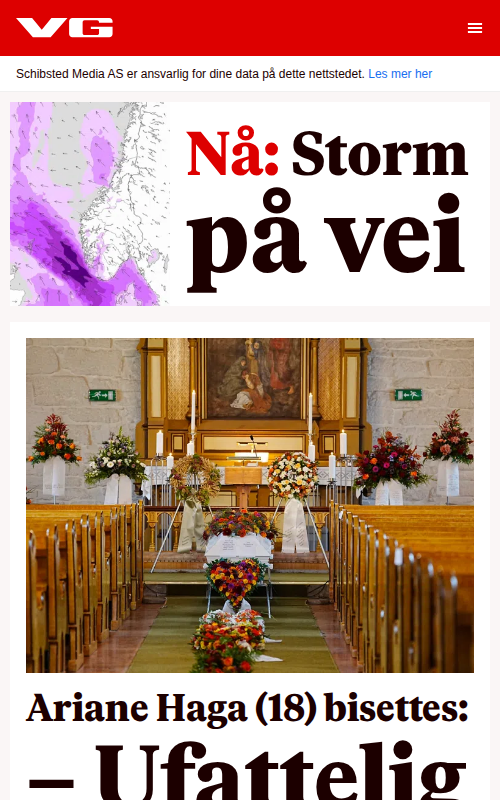 VG
Schibsted Media AS er ansvarlig for dine data på dette nettstedet. Les mer her
Nå: Storm
på vei
Ariane Haga (18) bisettes:
– Ufattelig